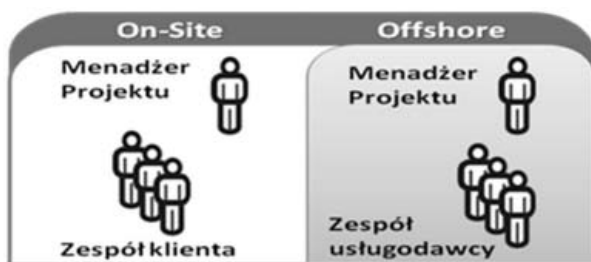 On-Site
Menadżer
Projektu
Zespół klienta
Offshore
Menadżer
Projektu
Zespół
usługodawcy